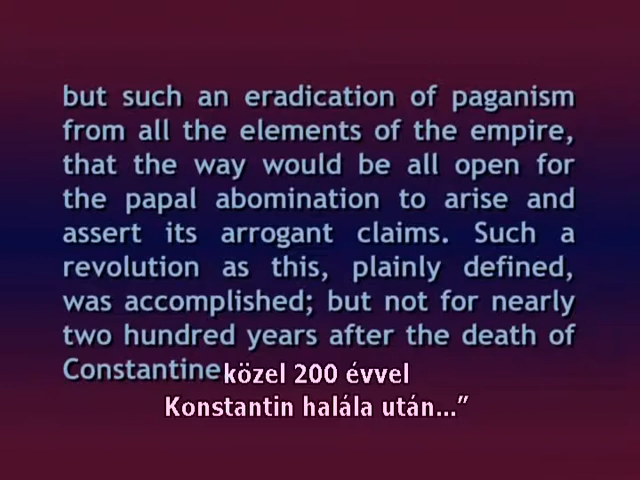 but such an eradication of paganism
from all the elements of the empire,
that the way would be all open for
the papal abomination to arise and
assert its arrogant claims. Such a
revolution as this, plainly defined,
was accomplished; but not for nearly
two hundred years after the death of
Constantine
közel 200 évvel
Konstantin halála után...”